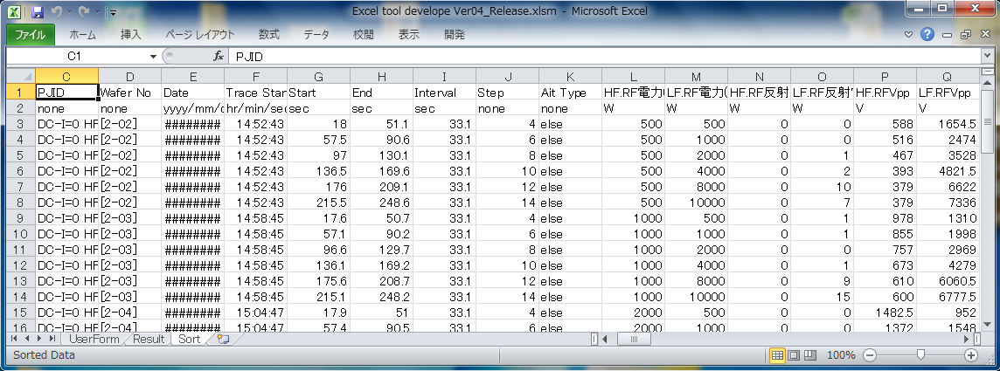 Excel tool develope Ver04_Release.xlsm - Microsoft Excel
ファイル ホーム 挿入 ページ レイアウト 数式 データ 校閲 表示 開発
C1 fx PJID
C D E F G H I J K L M N O P Q
1 PJID Wafer No Date Trace Star Start End Interval Step Ait Type HF.RF電力( LF.RF電力( HF.RF反射 LF.RF反射 HF.RFVpp LF.RFVpp
2 none none yyyy/mm/d hr/min/sec sec sec sec none none W W W W V V
3 DC-I=0 HF [2-02] ######## 14:52:43 18 51.1 33.1 4 else 500 500 0 0 588 1654.5
4 DC-I=0 HF [2-02] ######## 14:52:43 57.5 90.6 33.1 6 else 500 1000 0 0 516 2474
5 DC-I=0 HF [2-02] ######## 14:52:43 97 130.1 33.1 8 else 500 2000 0 1 467 3528
6 DC-I=0 HF [2-02] ######## 14:52:43 136.5 169.6 33.1 10 else 500 4000 0 2 393 4821.5
7 DC-I=0 HF [2-02] ######## 14:52:43 176 209.1 33.1 12 else 500 8000 0 10 379 6622
8 DC-I=0 HF [2-02] ######## 14:52:43 215.5 248.6 33.1 14 else 500 10000 0 7 379 7336
9 DC-I=0 HF [2-03] ######## 14:58:45 17.6 50.7 33.1 4 else 1000 500 0 1 978 1310
10 DC-I=0 HF [2-03] ######## 14:58:45 57.1 90.2 33.1 6 else 1000 1000 0 1 855 1998
11 DC-I=0 HF [2-03] ######## 14:58:45 96.6 129.7 33.1 8 else 1000 2000 0 0 757 2969
12 DC-I=0 HF [2-03] ######## 14:58:45 136.1 169.2 33.1 10 else 1000 4000 0 1 673 4279
13 DC-I=0 HF [2-03] ######## 14:58:45 175.6 208.7 33.1 12 else 1000 8000 0 9 610 6060.5
14 DC-I=0 HF [2-03] ######## 14:58:45 215.1 248.2 33.1 14 else 1000 10000 0 15 600 6777.5
15 DC-I=0 HF [2-04] ######## 15:04:47 17.9 51 33.1 4 else 2000 500 0 0 1482.5 952
16 DC-I=0 HF [2-04] ######## 15:04:47 57.4 90.5 33.1 6 else 2000 1000 0 0 1372 1548
UserForm Result Sort
Sorted Data 100%